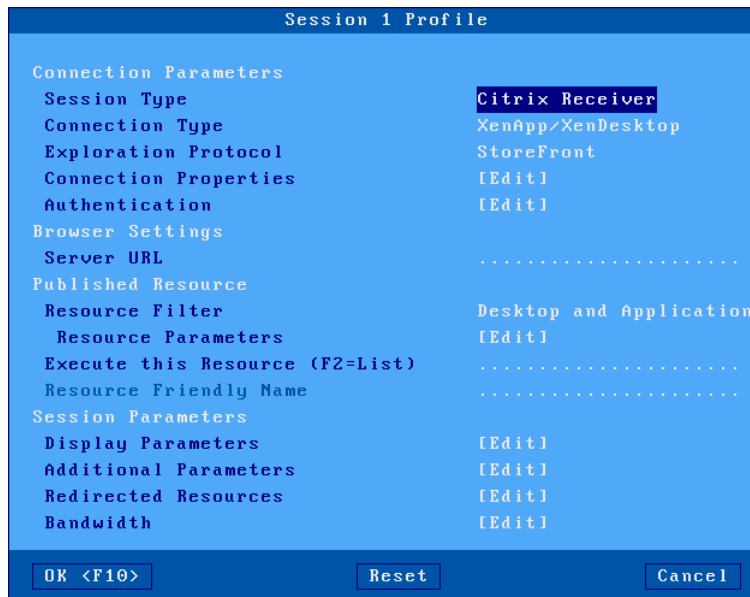 Session 1 Profile
Connection Parameters
Session Type Citrix Receiver
Connection Type XenApp/XenDesktop
Exploration Protocol StoreFront
Connection Properties [Edit]
Authentication [Edit]
Browser Settings
Server URL ......................
Published Resource
Resource Filter Desktop and Application
Resource Parameters [Edit]
Execute this Resource (F2=List) ......................
Resource Friendly Name ......................
Session Parameters
Display Parameters [Edit]
Additional Parameters [Edit]
Redirected Resources [Edit]
Bandwidth [Edit]
OK <F10> Reset Cancel